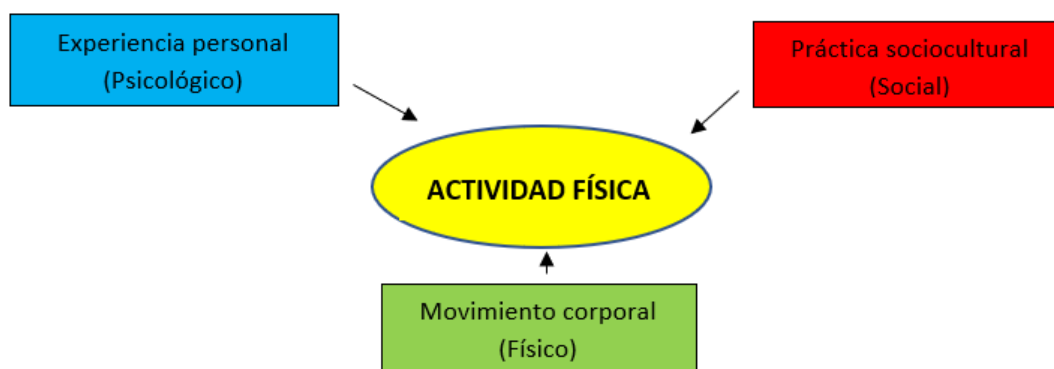 Experiencia personal
(Psicológico)
Práctica sociocultural
(Social)
ACTIVIDAD FÍSICA
Movimiento corporal
(Físico)